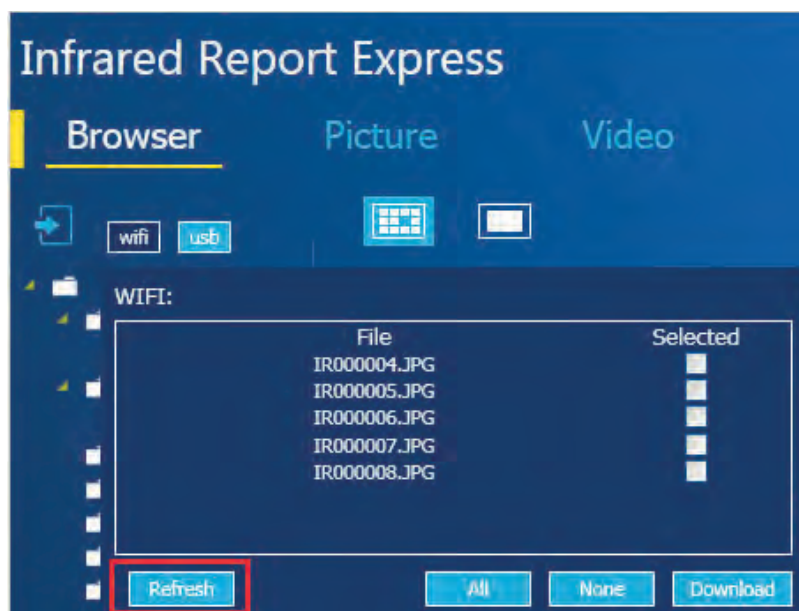 Infrared Report Express
Browser Picture Video
wifi usb
WIFI:
File Selected
IR000004.JPG
IR000005.JPG
IR000006.JPG
IR000007.JPG
IR000008.JPG
Refresh All None Download